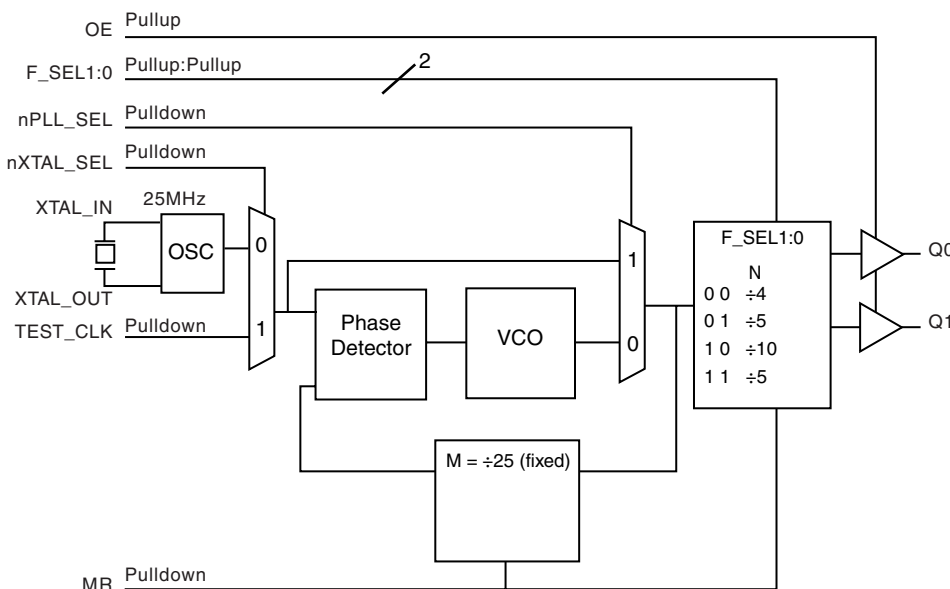 OE Pullup
F_SEL1:0 Pullup:Pullup 2
nPLL_SEL Pulldown
nXTAL_SEL Pulldown
XTAL_IN 25MHz
OSC
XTAL_OUT
TEST_CLK Pulldown
0
1
Phase
Detector
VCO
1
0
M = ÷25 (fixed)
F_SEL1:0
N
0 0 ÷4
0 1 ÷5
1 0 ÷10
1 1 ÷5
Q0
Q1
MR Pulldown